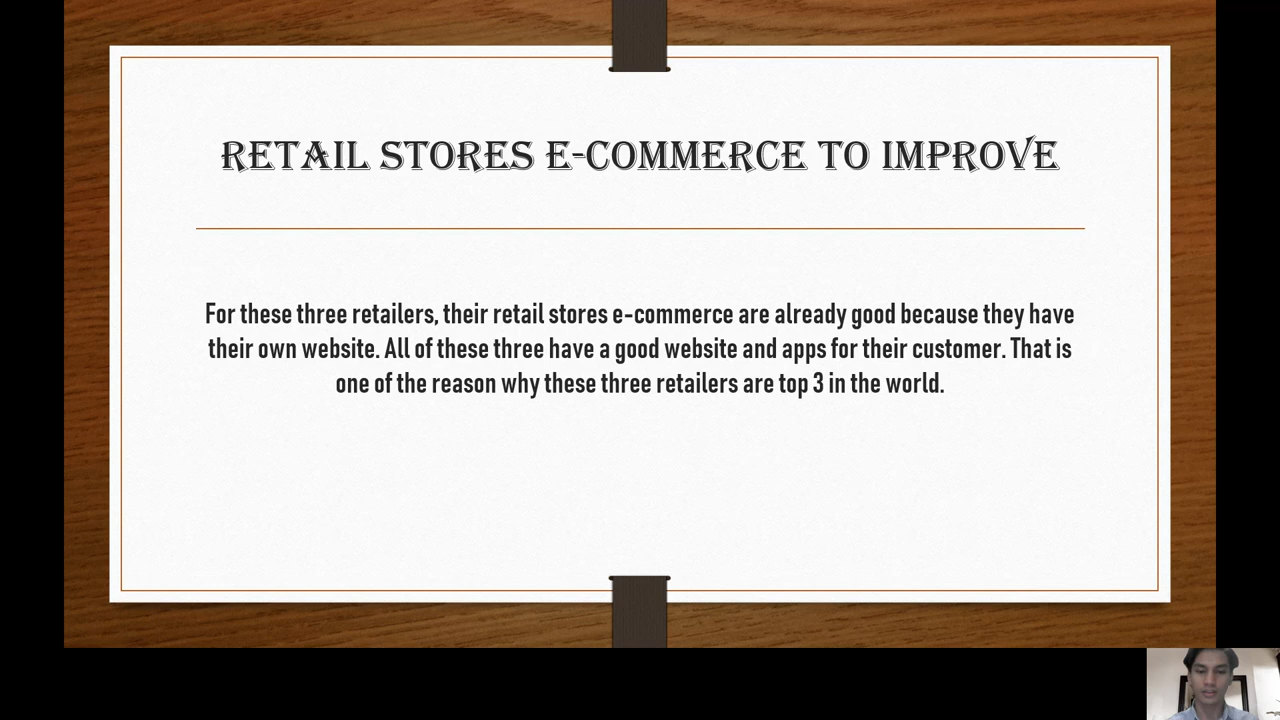 RETAIL STORES E-COMMERCE TO IMPROVE
For these three retailers, their retail stores e-commerce are already good because they have
their own website. All of these three have a good website and apps for their customer. That is
one of the reason why these three retailers are top 3 in the world.